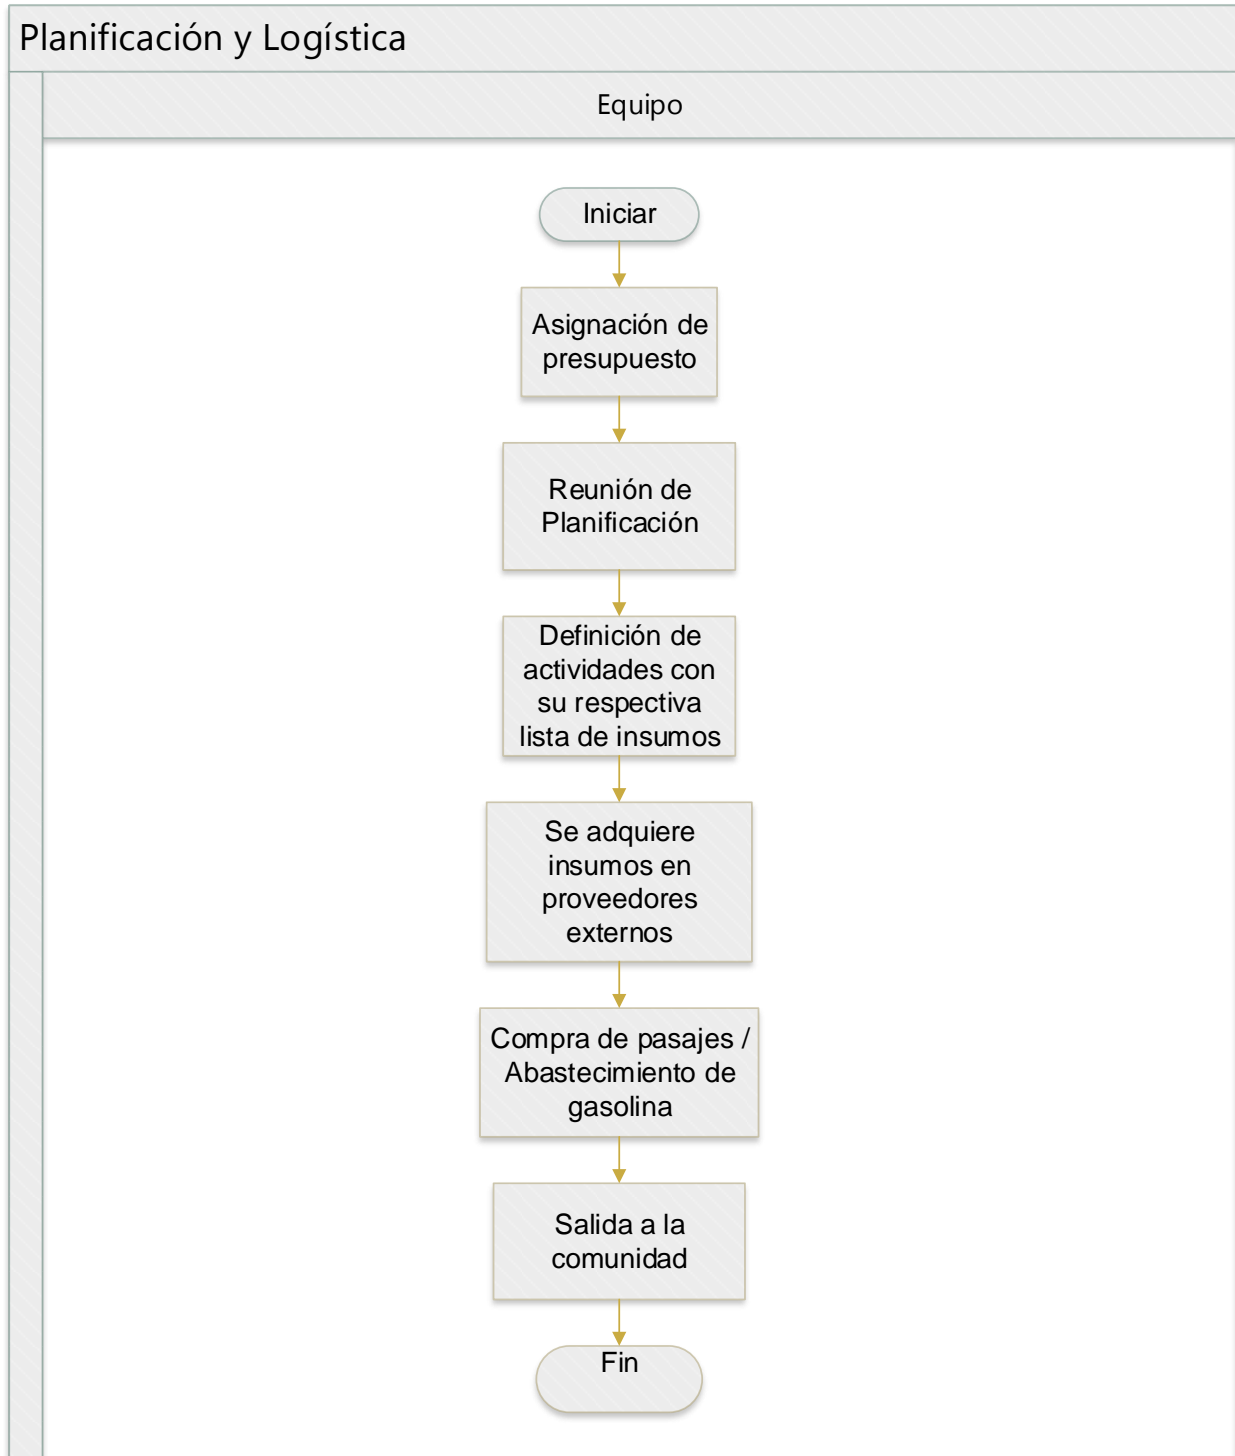 Planificación y Logística
Equipo
Iniciar
Asignación de
presupuesto
Reunión de
Planificación
Definición de
actividades con
su respectiva
lista de insumos
Se adquiere
insumos en
proveedores
externos
Compra de pasajes /
Abastecimiento de
gasolina
Salida a la
comunidad
Fin